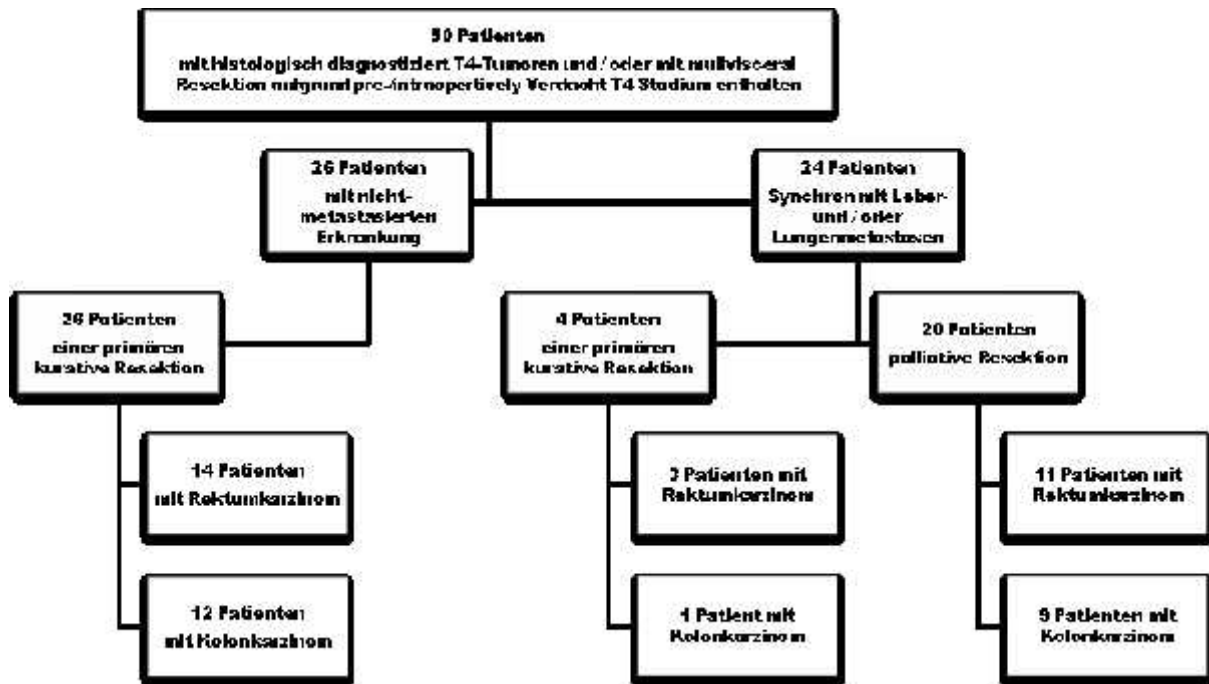 50 Patienten
mit histologisch diagnostiziert T4-Tumoren und / oder mit multivisceral
Resektion aufgrund pre-/intraopertively Verdacht T4 Stadium enthalten
26 Patienten
mit nicht-
metastasierten
Erkrankung
24 Patienten
Synchron mit Leber-
und / oder
Lungenmetastasen
26 Patienten
einer primären
kurative Resektion
4 Patienten
einer primären
kurative Resektion
20 Patienten
palliative Resektion
14 Patienten
mit Rektumkarzinom
3 Patienten mit
Rektumkarzinom
11 Patienten mit
Rektumkarzinom
12 Patienten
mit Kolonkarzinom
1 Patient mit
Kolonkarzinom
9 Patienten mit
Kolonkarzinom